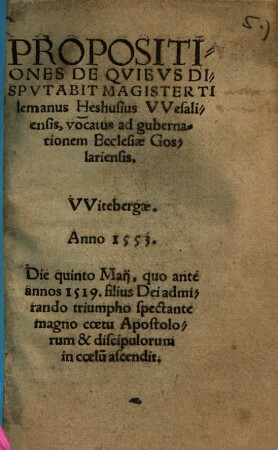 5.)
PROPOSITI⸗
ONES DE QVIBVS DI⸗
SPVTABIT MAGISTER TI
lemanus Heshusius VVesali⸗
ensis, vocatus ad guberna⸗
tionem Ecclesiæ Gos⸗
lariensis.
VVitebergæ.
Anno 1553.
Die quinto Maij, quo ante
annos 1519. filius Dei admi⸗
rando triumpho spectante
magno cœtu Apostolo⸗
rum & discipulorum
in cœlũ ascendit.